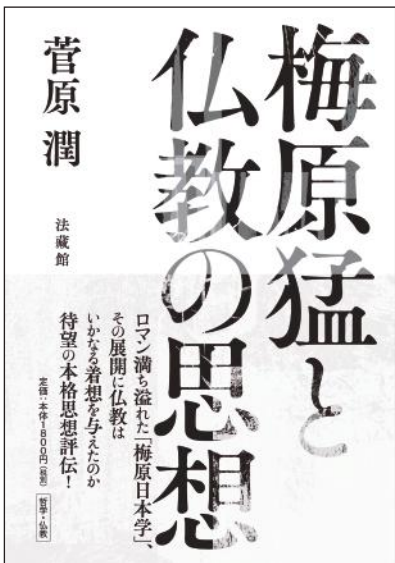 梅原猛と
仏教の思想
菅原 潤
法藏館
ロマン満ち溢れた「梅原日本学」、
その展開に仏教は
いかなる着想を与えたのか
待望の本格思想評伝!
定価:本体1800円(税別)
哲学・仏教